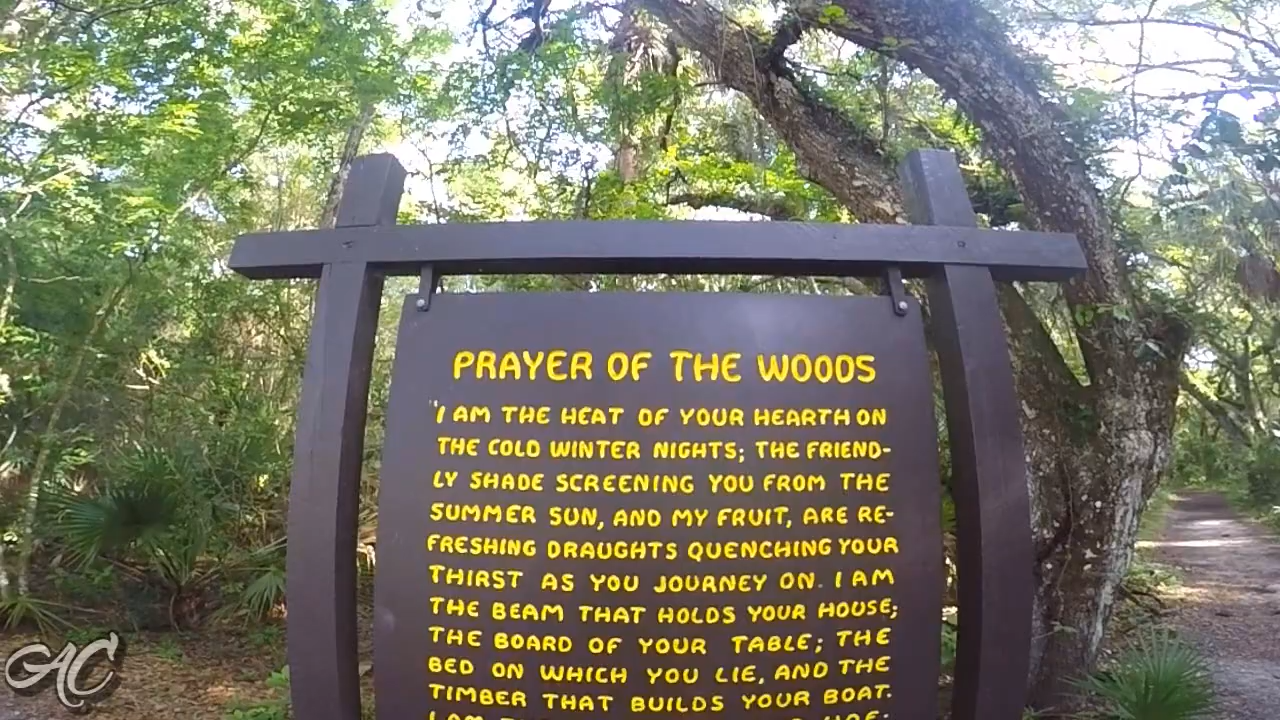 PRAYER OF THE WOODS
"I AM THE HEAT OF YOUR HEARTH ON
THE COLD WINTER NIGHTS; THE FRIEND-
LY SHADE SCREENING YOU FROM THE
SUMMER SUN, AND MY FRUIT, ARE RE-
FRESHING DRAUGHTS QUENCHING YOUR
THIRST AS YOU JOURNEY ON. I AM
THE BEAM THAT HOLDS YOUR HOUSE;
THE BOARD OF YOUR TABLE; THE
BED ON WHICH YOU LIE, AND THE
TIMBER THAT BUILDS YOUR BOAT.
I AM
AC